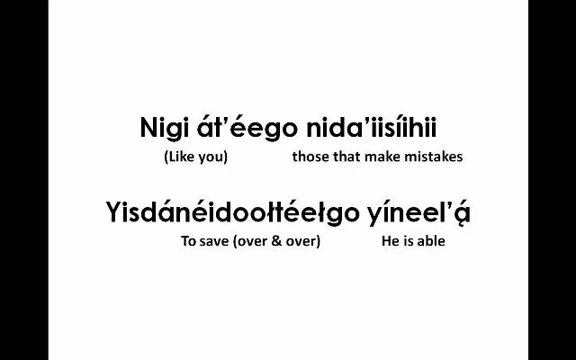 Nigi át'éego nida'iisíihii
(Like you) those that make mistakes
Yisdánéidoołtéełgo yíneel'ą́
To save (over & over) He is able